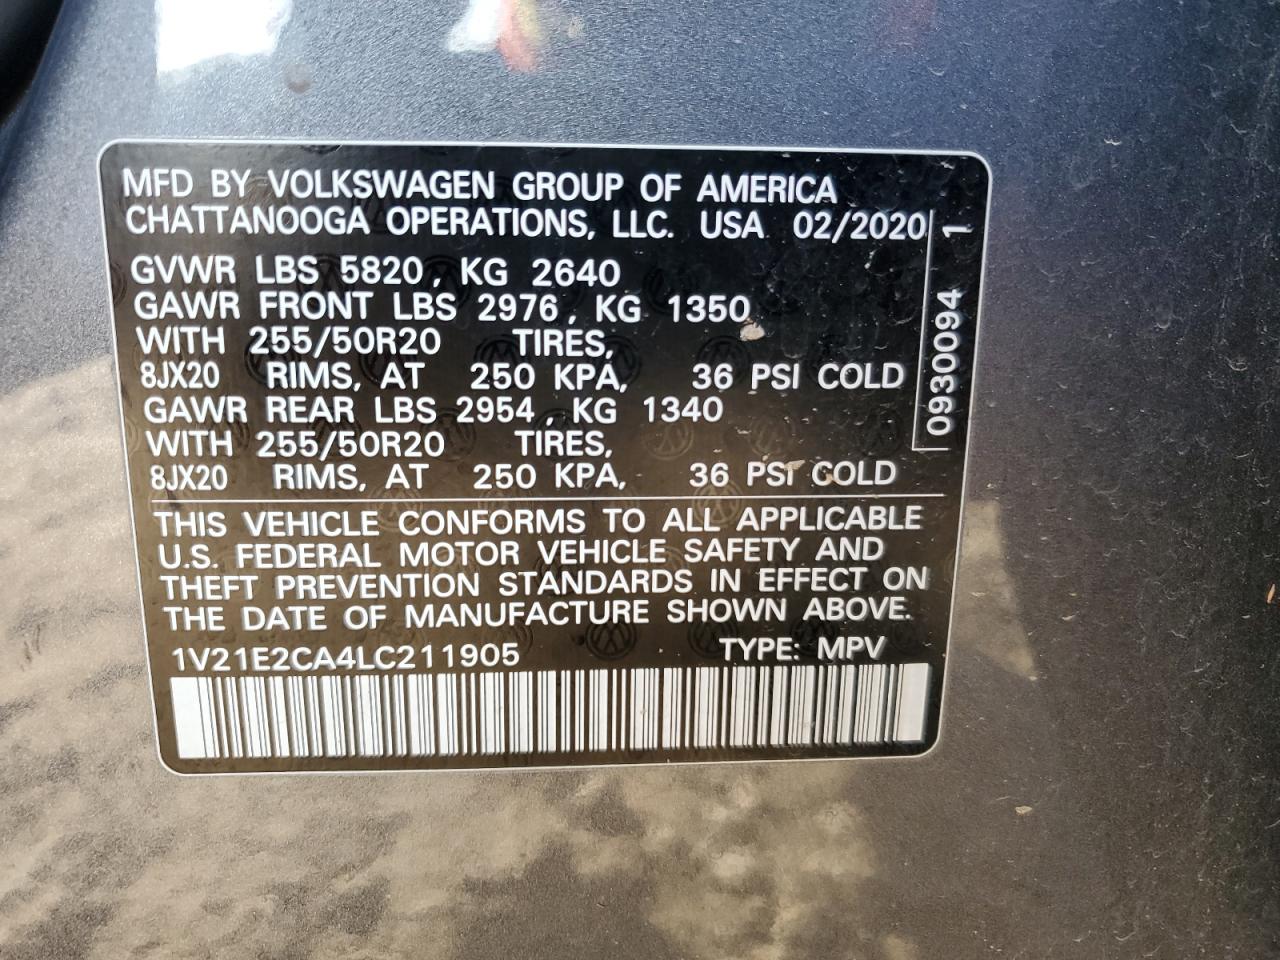 MFD BY VOLKSWAGEN GROUP OF AMERICA
CHATTANOOGA OPERATIONS, LLC. USA 02/2020
GVWR LBS 5820, KG 2640
GAWR FRONT LBS 2976, KG 1350
WITH 255/50R20 TIRES,
8JX20 RIMS, AT 250 KPA, 36 PSI COLD
GAWR REAR LBS 2954, KG 1340
WITH 255/50R20 TIRES,
8JX20 RIMS, AT 250 KPA, 36 PSI COLD
0930094 1
THIS VEHICLE CONFORMS TO ALL APPLICABLE
U.S. FEDERAL MOTOR VEHICLE SAFETY AND
THEFT PREVENTION STANDARDS IN EFFECT ON
THE DATE OF MANUFACTURE SHOWN ABOVE.
1V21E2CA4LC211905 TYPE: MPV